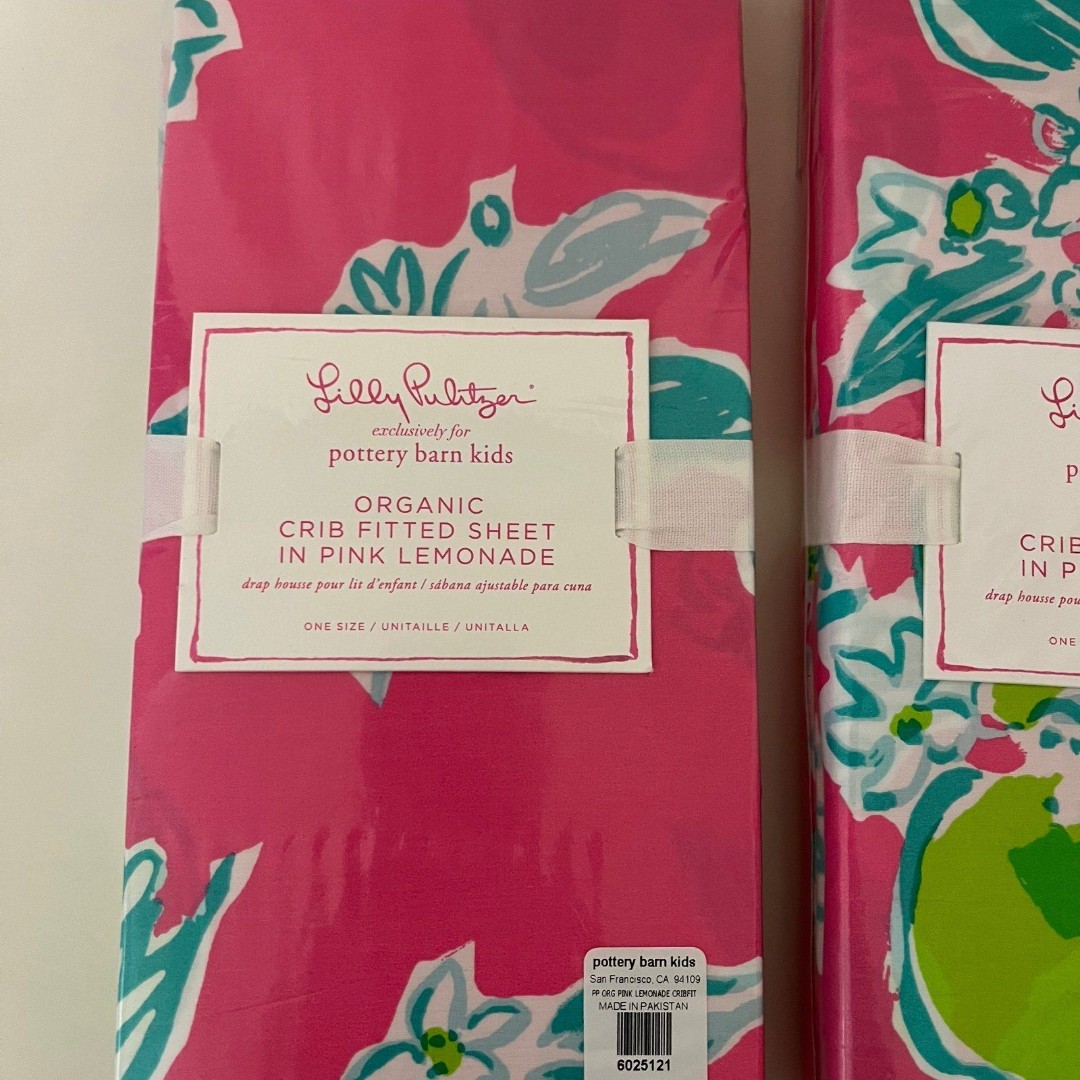 Lilly Pulitzer®
exclusively for
pottery barn kids
ORGANIC
CRIB FITTED SHEET
IN PINK LEMONADE
drap housse pour lit d'enfant / sábana ajustable para cuna
ONE SIZE / UNITAILLE / UNITALLA
pottery barn kids
San Francisco, CA 94109
PP ORG PINK LEMONADE CRIBFIT
MADE IN PAKISTAN
6025121
Li
p
CRIB
IN P
drap housse pou
ONE